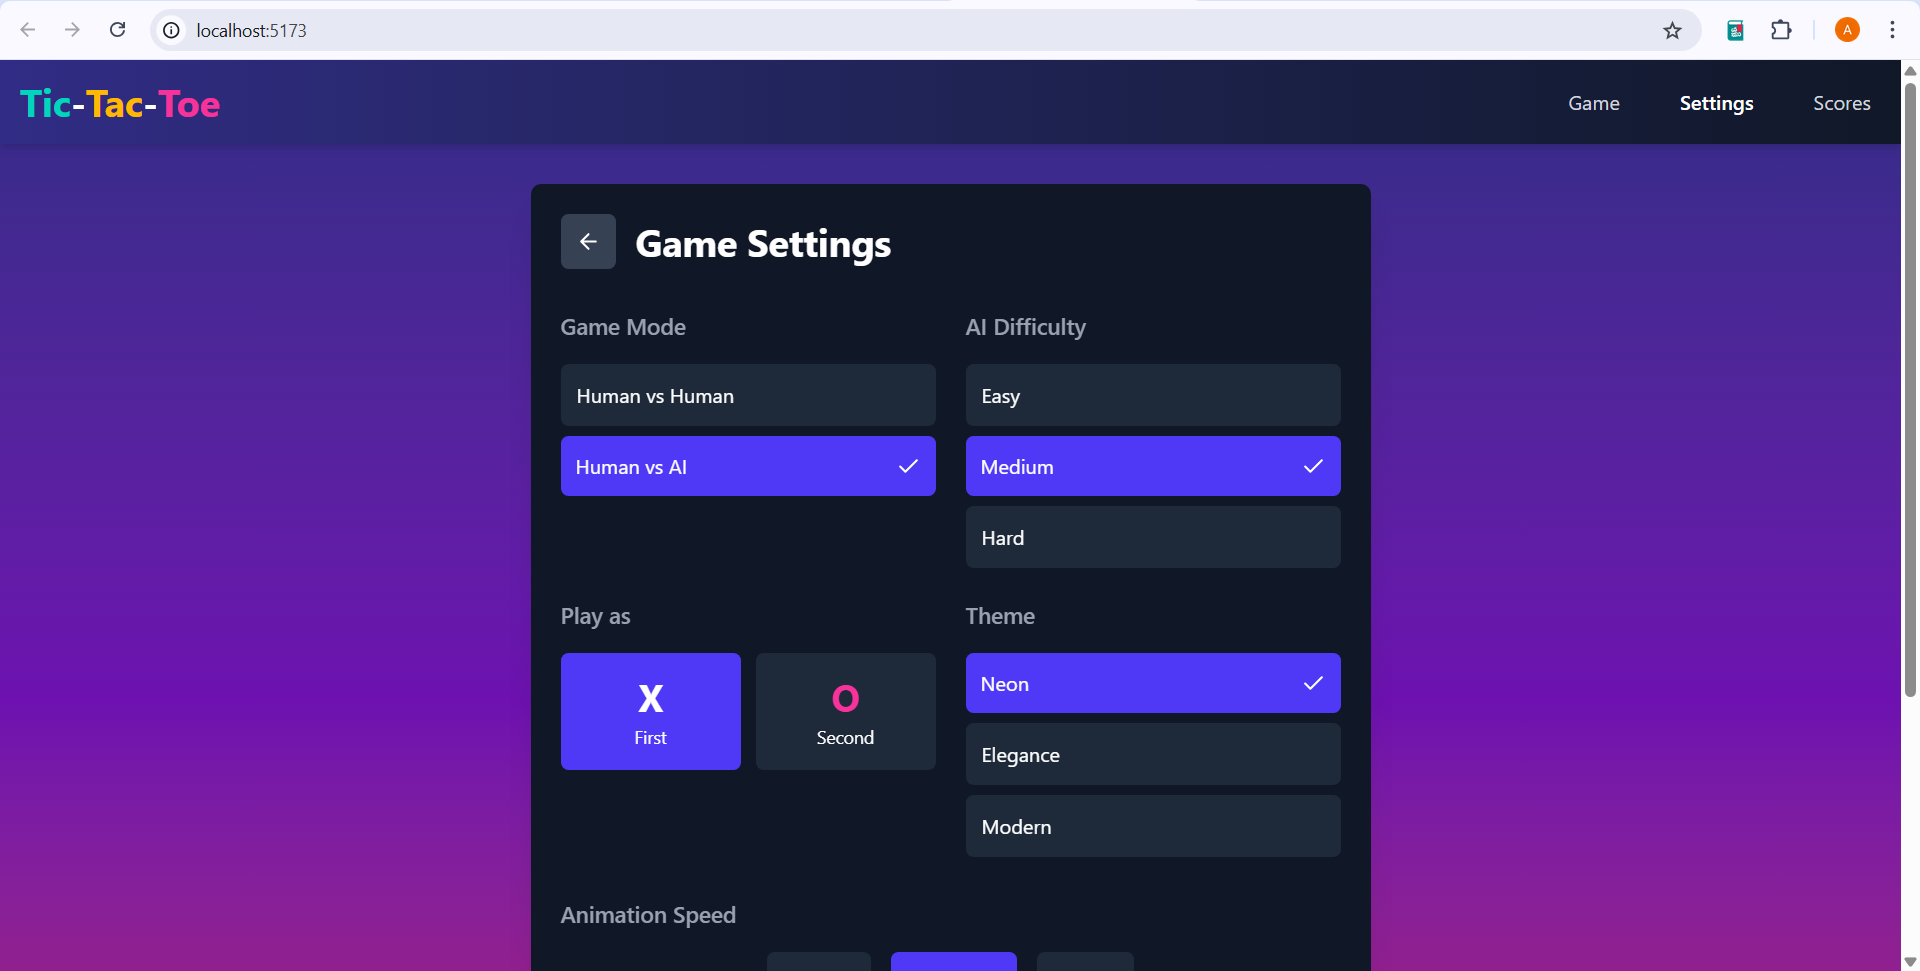 localhost:5173
A
Tic-Tac-Toe
Game
Settings
Scores
Game Settings
Game Mode
Human vs Human
Human vs AI
AI Difficulty
Easy
Medium
Hard
Play as
X
First
O
Second
Theme
Neon
Elegance
Modern
Animation Speed